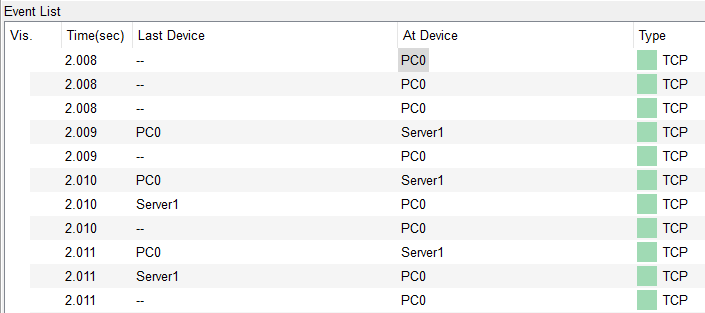 Event List
Vis. Time(sec) Last Device At Device Type
2.008 -- PC0 TCP
2.008 -- PC0 TCP
2.008 -- PC0 TCP
2.009 PC0 Server1 TCP
2.009 -- PC0 TCP
2.010 PC0 Server1 TCP
2.010 Server1 PC0 TCP
2.010 -- PC0 TCP
2.011 PC0 Server1 TCP
2.011 Server1 PC0 TCP
2.011 -- PC0 TCP